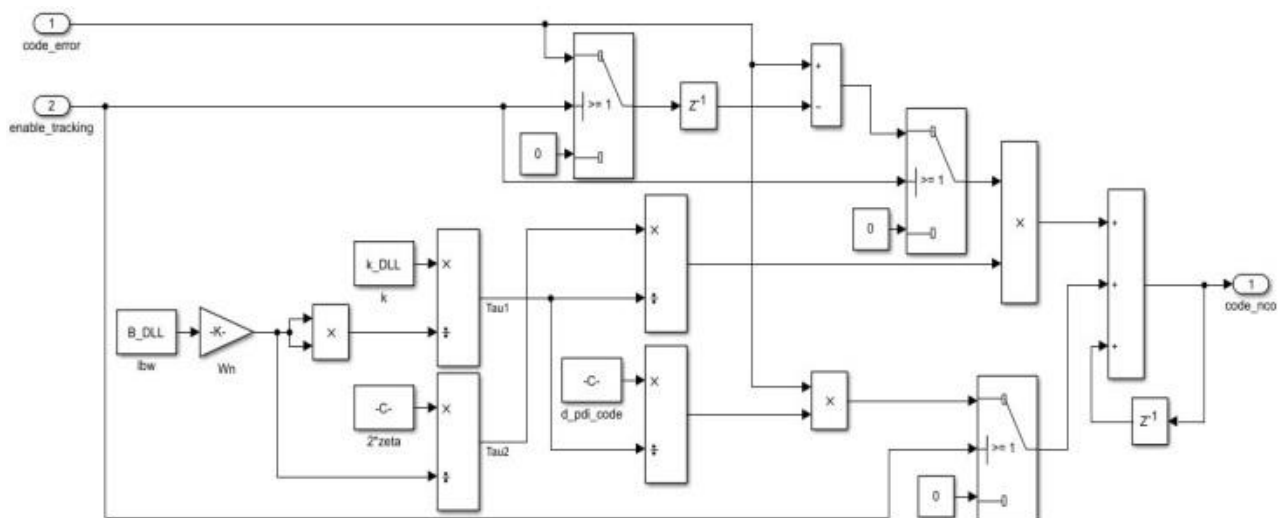 1
code_error
2
enable_tracking
>= 1
0
Z-1
+
-
>= 1
0
×
k_DLL
k
×
÷
Tau1
B_DLL
lbw
-K-
Wn
×
-C-
2*zeta
×
÷
Tau2
×
÷
-C-
d_pdi_code
×
÷
×
>= 1
0
+
+
+
Z-1
1
code_nco